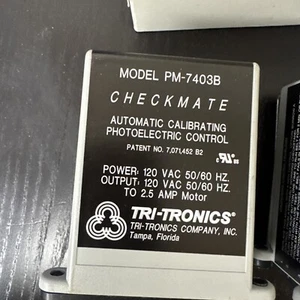 MODEL PM-7403B
CHECKMATE
AUTOMATIC CALIBRATING
PHOTOELECTRIC CONTROL
PATENT NO. 7,071,452 B2
POWER: 120 VAC 50/60 HZ.
OUTPUT: 120 VAC 50/60 HZ.
TO 2.5 AMP Motor
TRI-TRONICS®
TRI-TRONICS COMPANY, INC.
Tampa, Florida